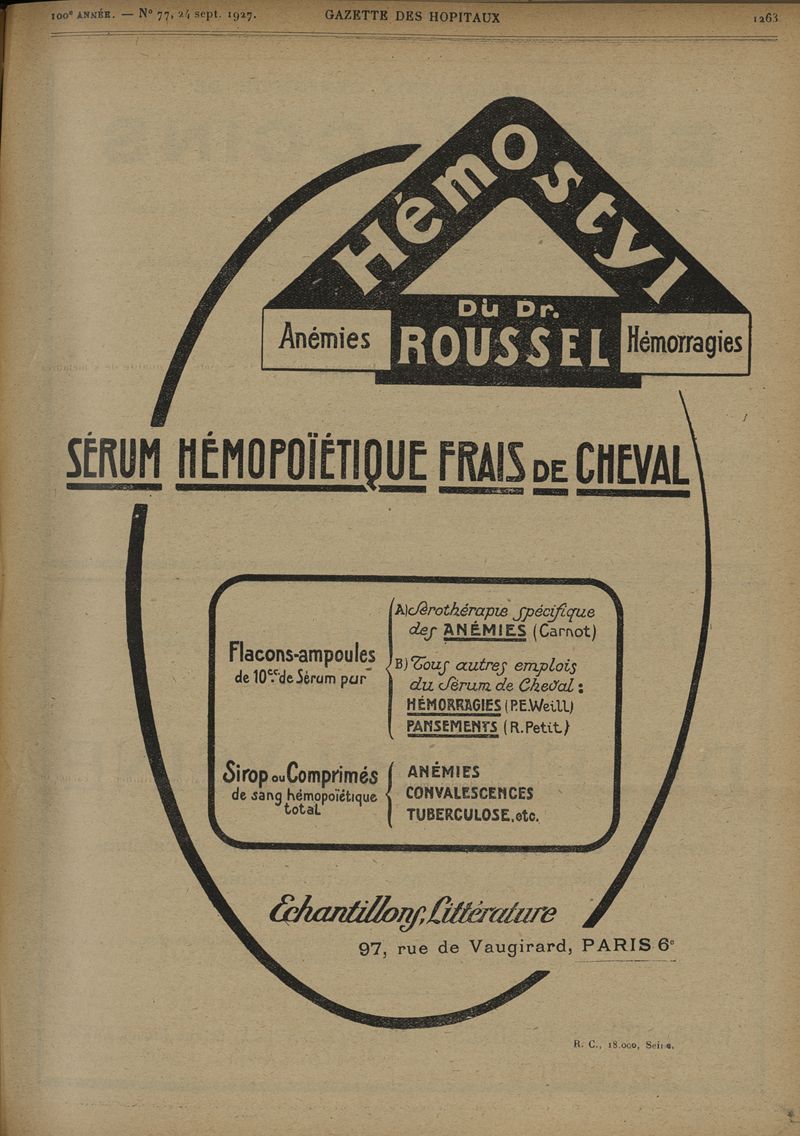 100e ANNÉE. — N° 77, 24 sept. 1927. GAZETTE DES HOPITAUX 1263
HémOstyl
Du Dr.
Anémies ROUSSEL Hémorragies
SÉRUM HÉMOPOÏÉTIQUE FRAIS DE CHEVAL
Flacons-ampoules
de 10c.c. de Sérum pur
A) Sérothérapie spécifique
des ANÉMIES (Carnot)
B) Tous autres emplois
du Sérum de Cheval :
HÉMORRAGIES (P.E.Weill)
PANSEMENTS (R.Petit)
Sirop ou Comprimés
de sang hémopoïétique
total
ANÉMIES
CONVALESCENCES
TUBERCULOSE, etc.
Échantillons, Littérature
97, rue de Vaugirard, PARIS 6e
R. C., 18.000, Seine.